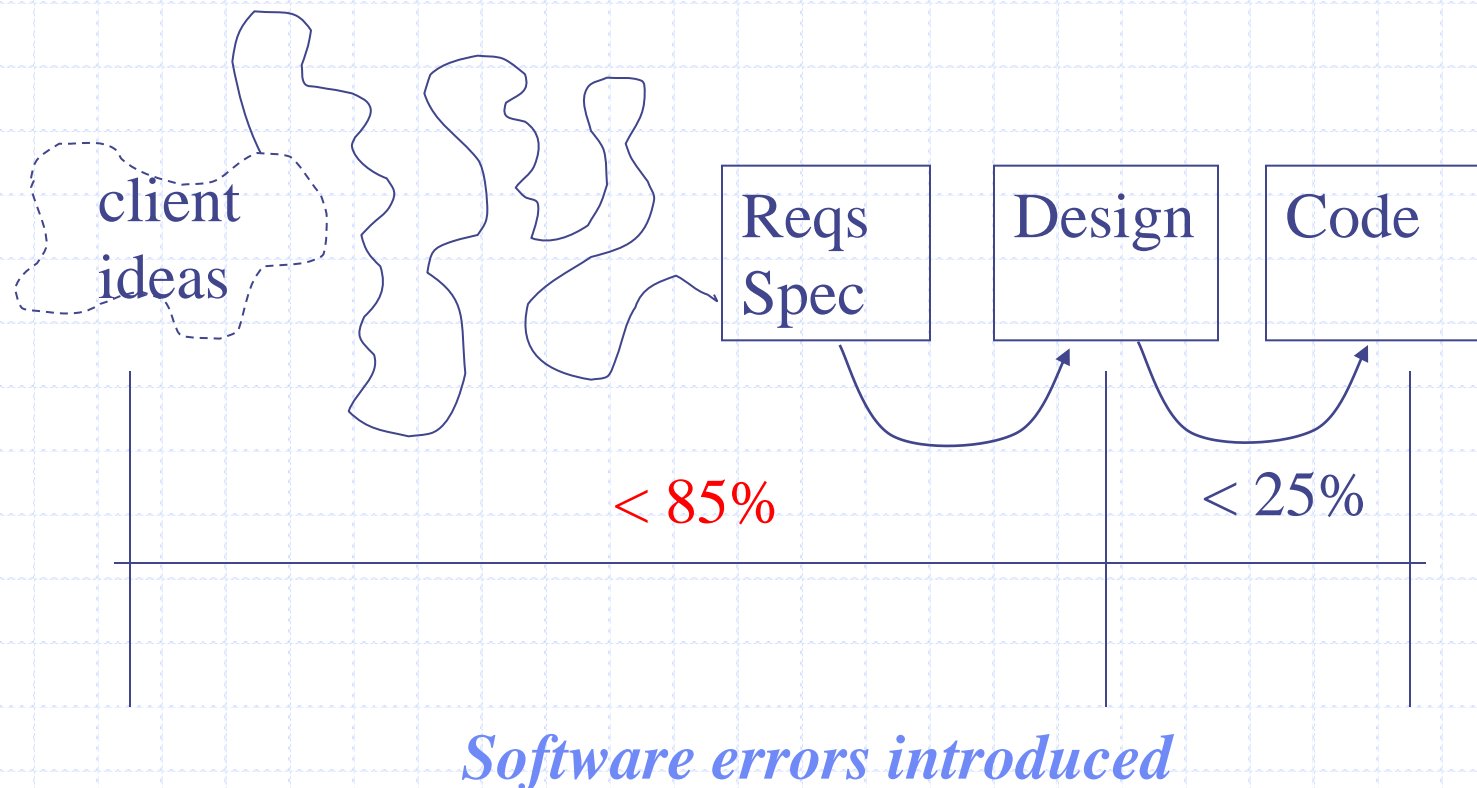 client
ideas
Reqs
Spec
Design
Code
< 85%
< 25%
Software errors introduced